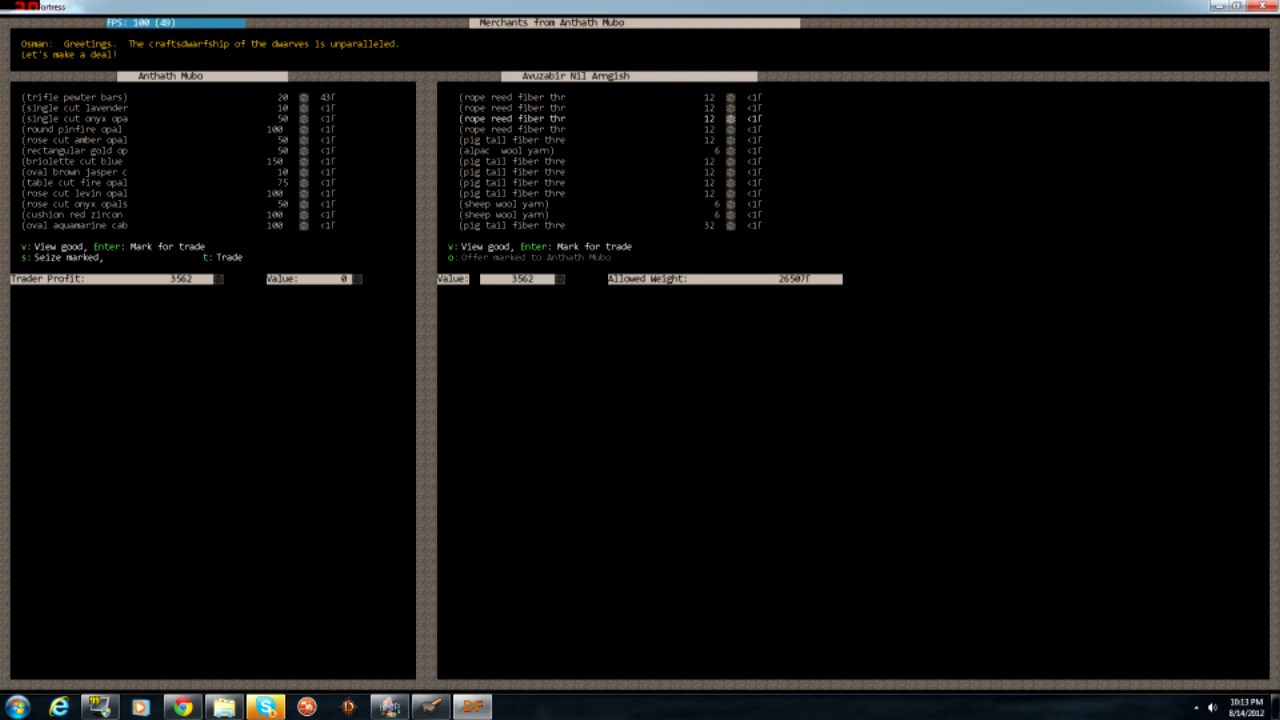 ortress
FPS: 100 (49)
Merchants from Anthath Mubo
Osman: Greetings. The craftsdwarfship of the dwarves is unparalleled.
Let's make a deal!
Anthath Mubo
(trifle pewter bars) 20 43Γ
(single cut lavender 10 <1Γ
(single cut onyx opa 50 <1Γ
(round pinfire opal 100 <1Γ
(rose cut amber opal 50 <1Γ
(rectangular gold op 50 <1Γ
(briolette cut blue 150 <1Γ
(oval brown jasper c 10 <1Γ
(table cut fire opal 75 <1Γ
(rose cut levin opal 100 <1Γ
(rose cut onyx opals 50 <1Γ
(cushion red zircon 100 <1Γ
(oval aquamarine cab 100 <1Γ
v: View good, Enter: Mark for trade
s: Seize marked, t: Trade
Trader Profit: 3562 Value: 0
Avuzabir Nil Arngish
(rope reed fiber thr 12 <1Γ
(rope reed fiber thr 12 <1Γ
(rope reed fiber thr 12 <1Γ
(rope reed fiber thr 12 <1Γ
(pig tail fiber thre 12 <1Γ
(alpac wool yarn) 6 <1Γ
(pig tail fiber thre 12 <1Γ
(pig tail fiber thre 12 <1Γ
(pig tail fiber thre 12 <1Γ
(pig tail fiber thre 12 <1Γ
(sheep wool yarn) 6 <1Γ
(sheep wool yarn) 6 <1Γ
(pig tail fiber thre 32 <1Γ
v: View good, Enter: Mark for trade
o: Offer marked to Anthath Mubo
Value: 3562 Allowed Weight: 26507Γ
DF
10:13 PM
8/14/2012